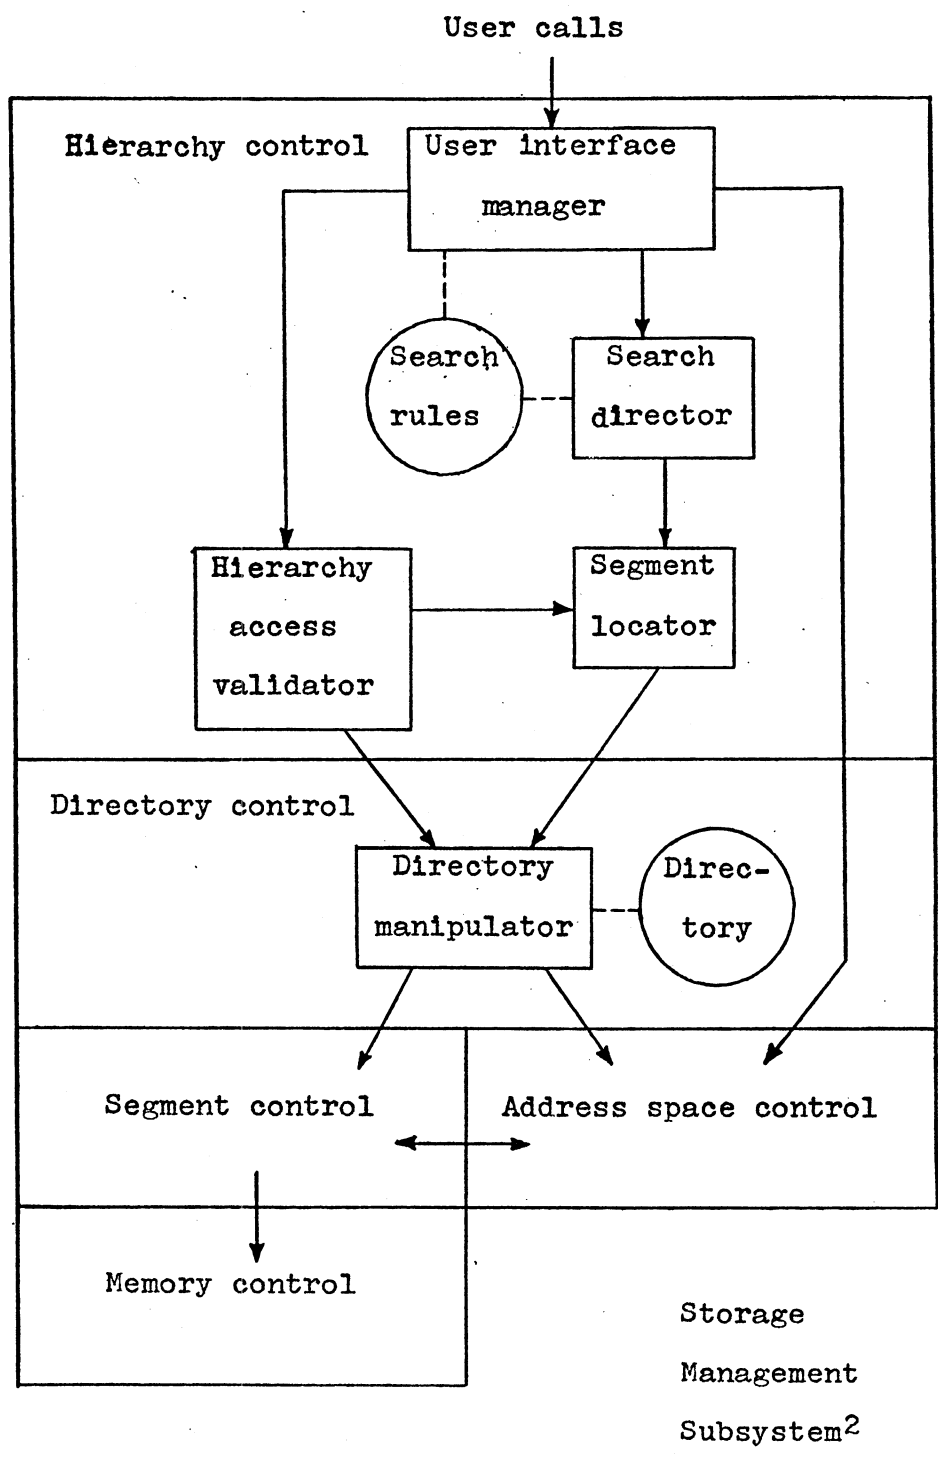 User calls
Hierarchy control
User interface
manager
Search
rules
Search
director
Hierarchy
access
validator
Segment
locator
Directory control
Directory
manipulator
Direc-
tory
Segment control
Address space control
Memory control
Storage
Management
Subsystem²